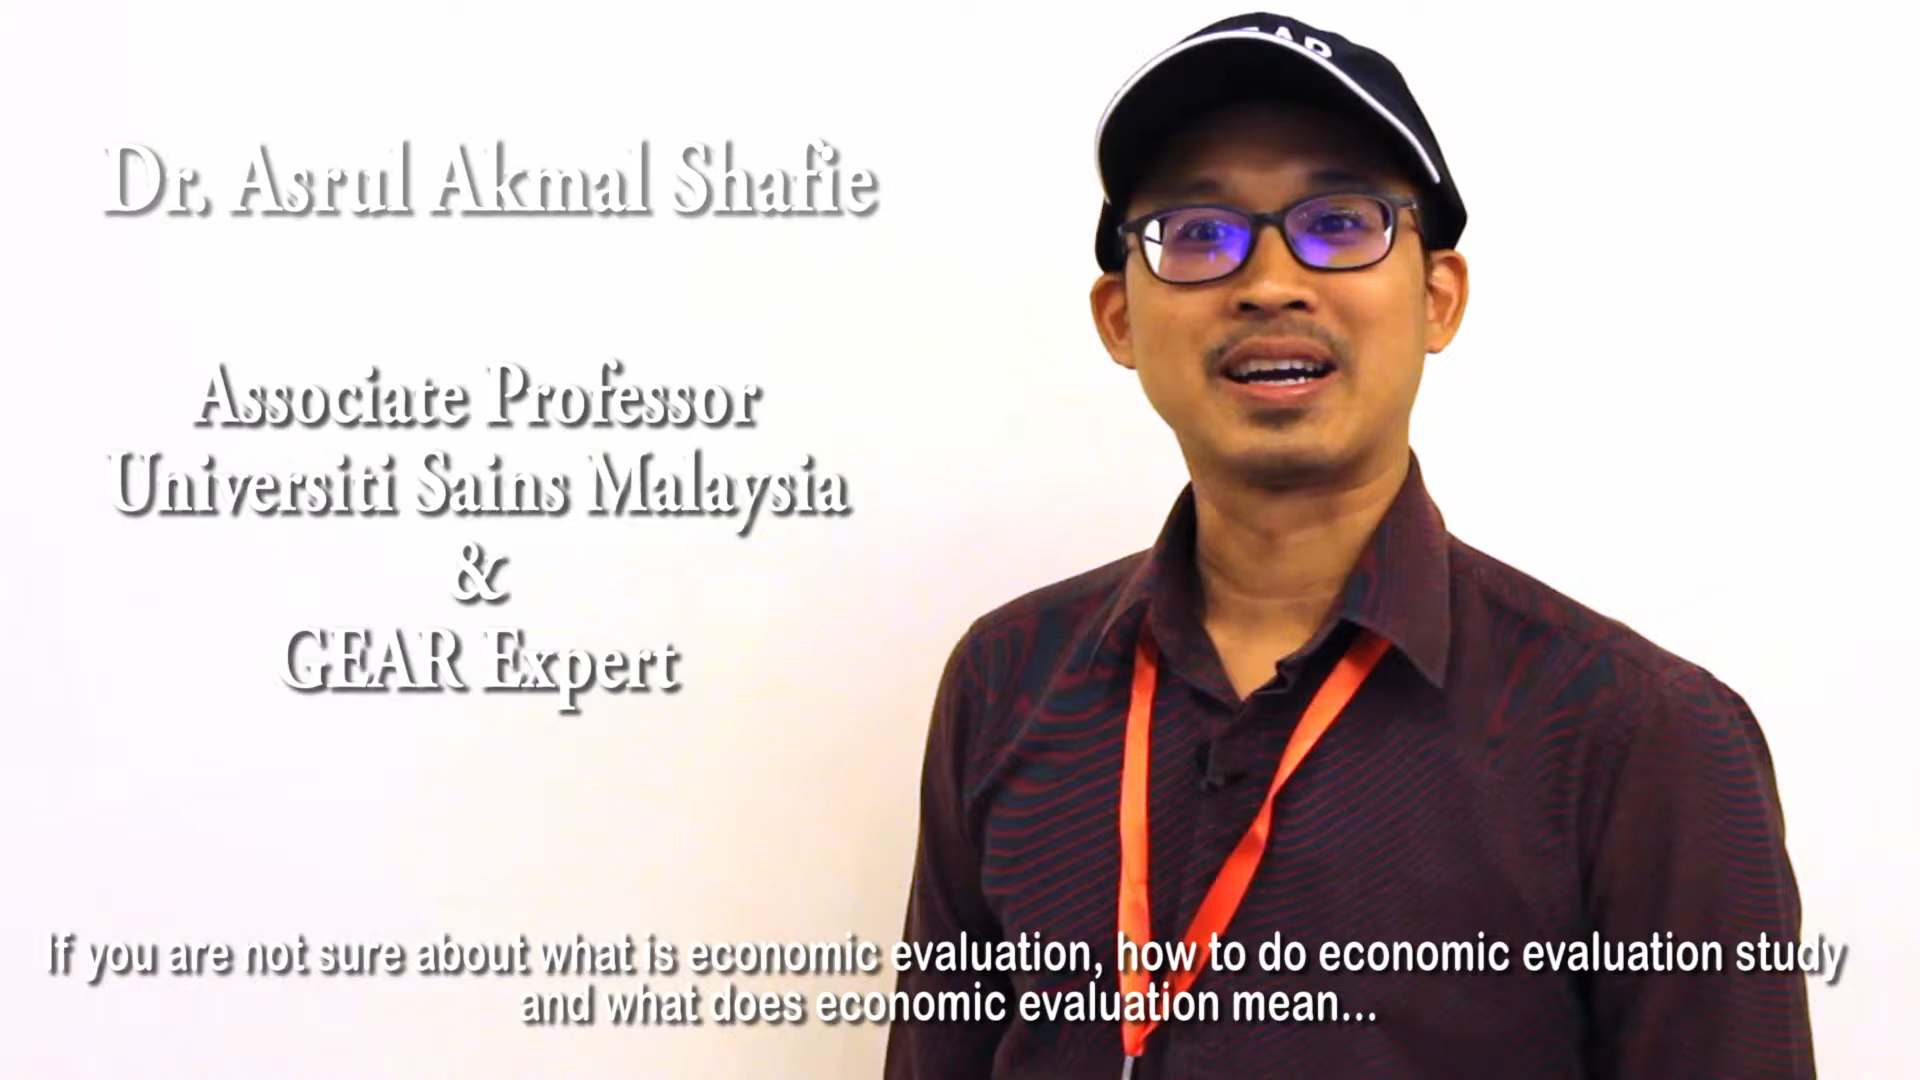 Dr. Asrul Akmal Shafie
Associate Professor
Universiti Sains Malaysia
&
GEAR Expert
If you are not sure about what is economic evaluation, how to do economic evaluation study
and what does economic evaluation mean...